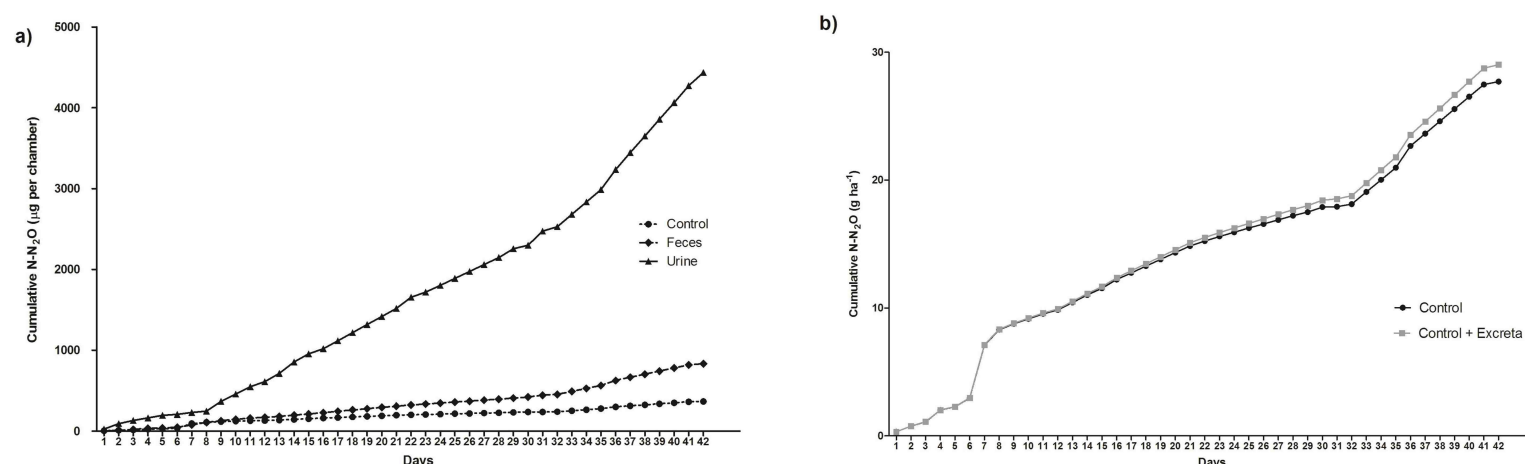 a)
5000
4000
3000
2000
1000
0
Cumulative N-N₂O (µg per chamber)
Control
Feces
Urine
1 2 3 4 5 6 7 8 9 10 11 12 13 14 15 16 17 18 19 20 21 22 23 24 25 26 27 28 29 30 31 32 33 34 35 36 37 38 39 40 41 42
Days
b)
30
20
10
0
Cumulative N-N₂O (g ha⁻¹)
Control
Control + Excreta
1 2 3 4 5 6 7 8 9 10 11 12 13 14 15 16 17 18 19 20 21 22 23 24 25 26 27 28 29 30 31 32 33 34 35 36 37 38 39 40 41 42
Days